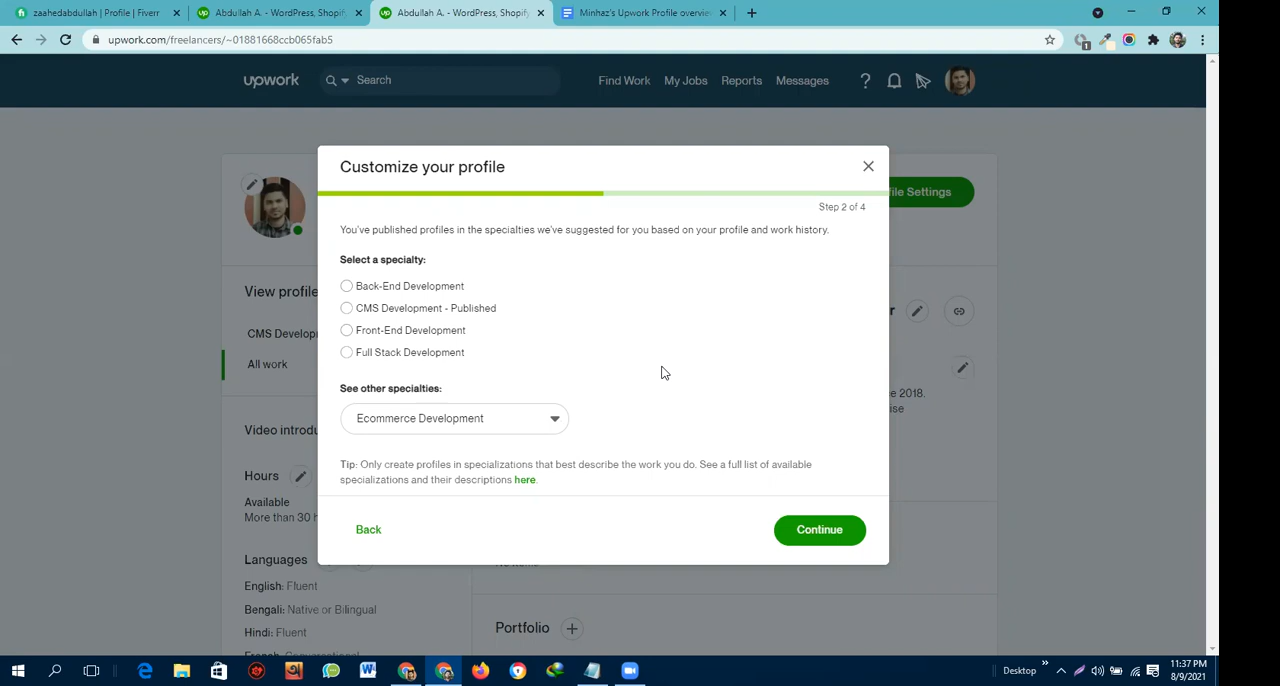 zaahedabdullah | Profile | Fiverr
Abdullah A. - WordPress, Shopify
Abdullah A. - WordPress, Shopify
Minhaz's Upwork Profile overview
upwork.com/freelancers/~01881668ccb065fab5
1
upwork
Search
Find Work
My Jobs
Reports
Messages
?
Customize your profile
file Settings
Step 2 of 4
You've published profiles in the specialties we've suggested for you based on your profile and work history.
Select a specialty:
View profile
Back-End Development
CMS Development - Published
r
CMS Develop
Front-End Development
Full Stack Development
All work
See other specialties:
e 2018.
ise
Ecommerce Development
Video introdu
Tip: Only create profiles in specializations that best describe the work you do. See a full list of available
specializations and their descriptions here.
Hours
Available
More than 30 h
Back
Continue
Languages
English: Fluent
Bengali: Native or Bilingual
Hindi: Fluent
Portfolio
Desktop
11:37 PM
8/9/2021